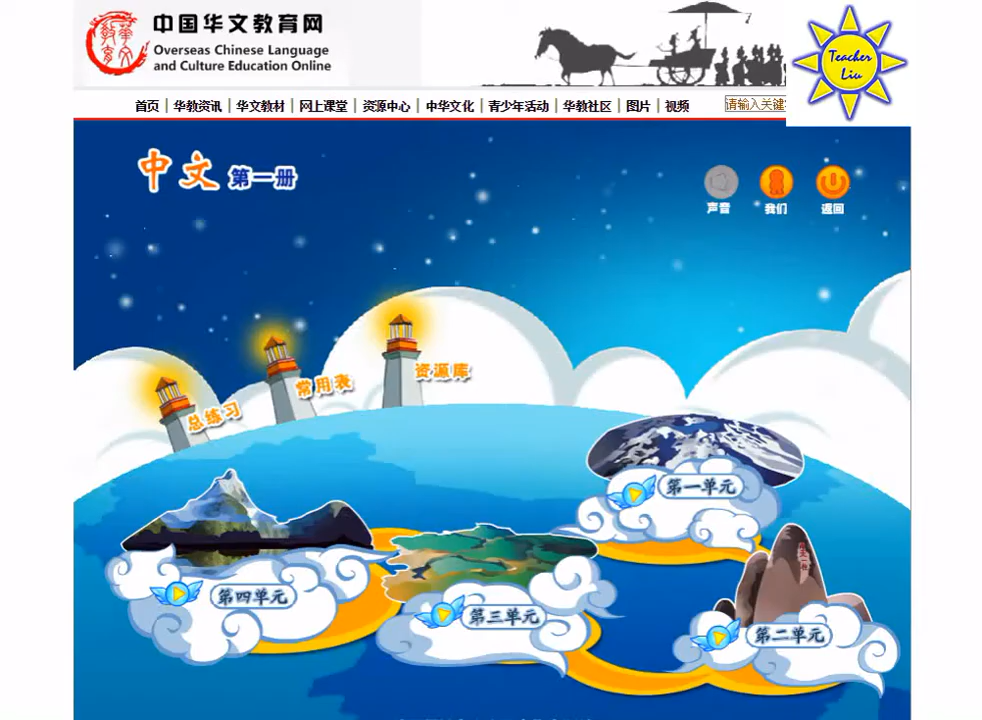 中国华文教育网
Overseas Chinese Language
and Culture Education Online
Teacher
Liu
首页 | 华教资讯 | 华文教材 | 网上课堂 | 资源中心 | 中华文化 | 青少年活动 | 华教社区 | 图片 | 视频
请输入关键
中文 第一册
声音 我们 返回
资源库
常用表
总练习
第一单元
第四单元
第三单元
第二单元